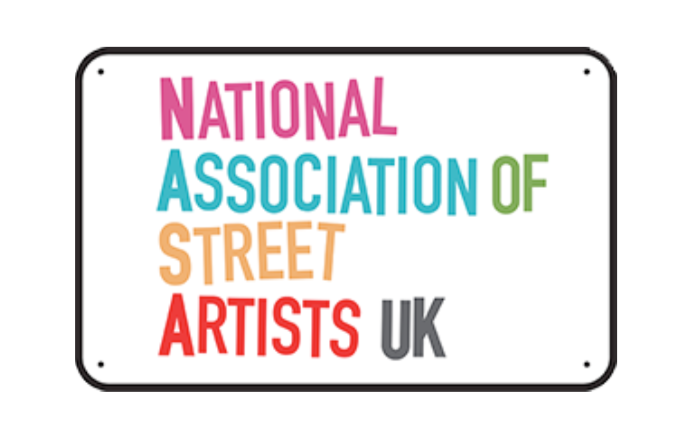 NATIONAL
ASSOCIATION OF
STREET
ARTISTS UK